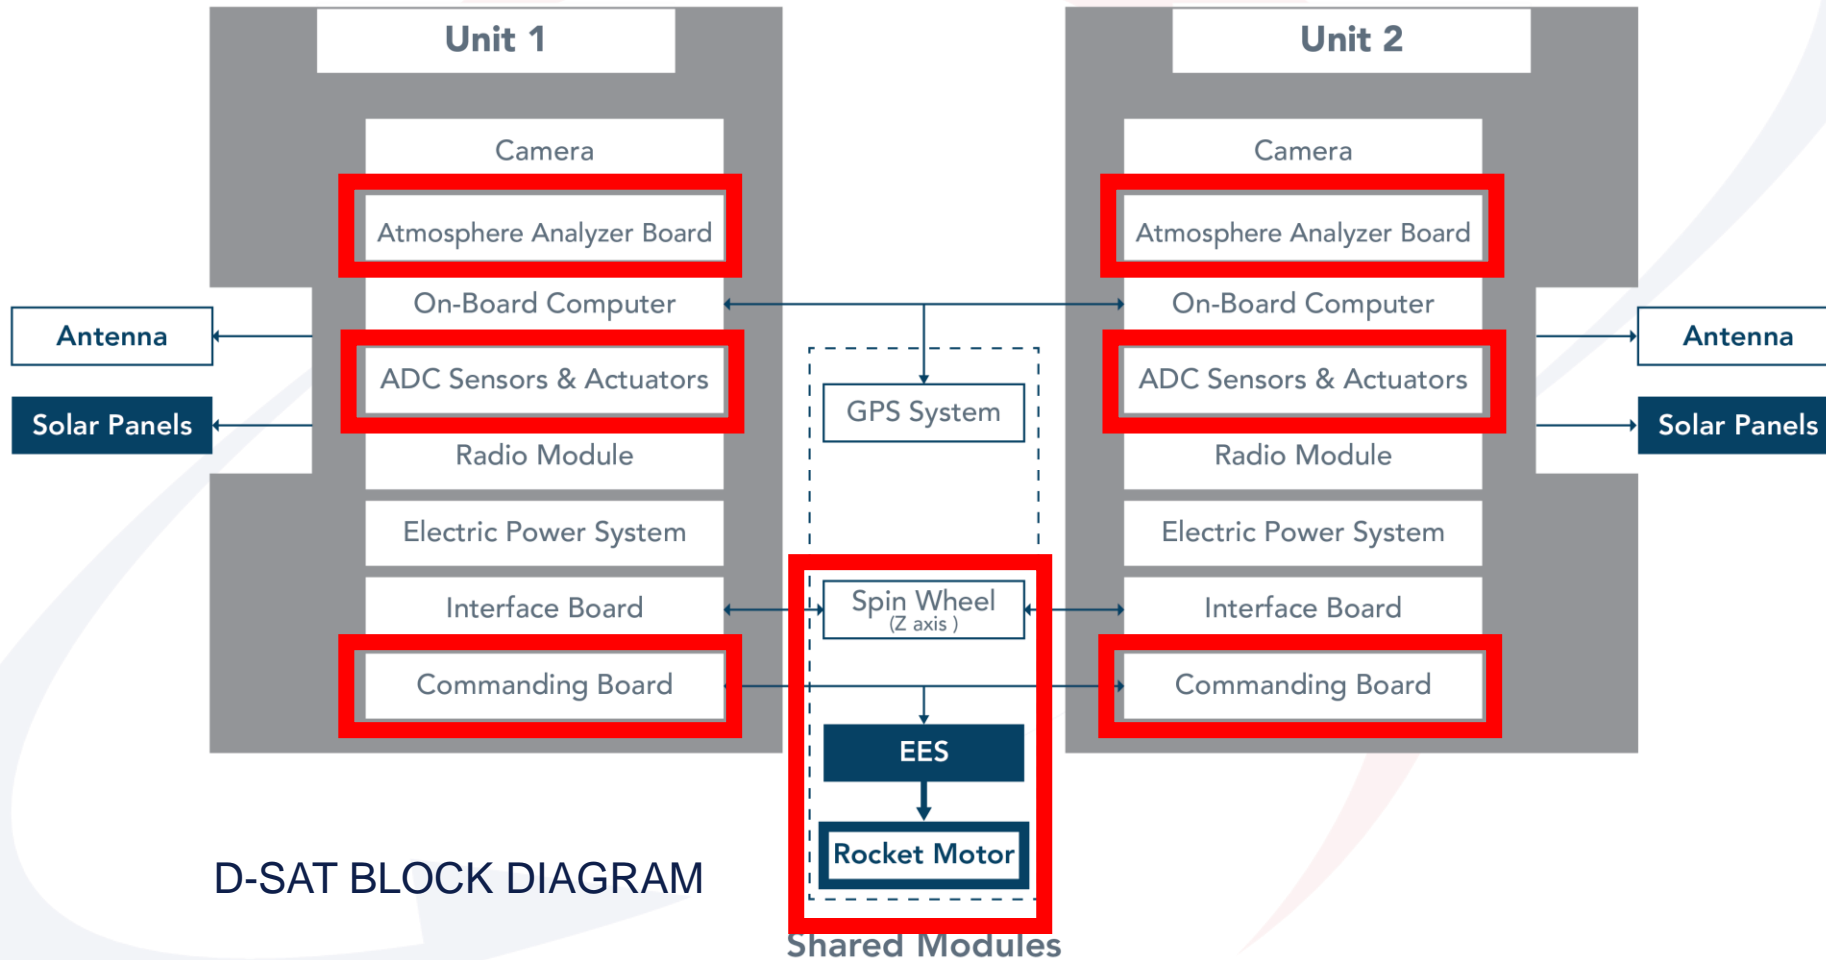 Unit 1
Camera
Atmosphere Analyzer Board
On-Board Computer
ADC Sensors & Actuators
Radio Module
Electric Power System
Interface Board
Commanding Board
Antenna
Solar Panels
GPS System
Spin Wheel
(Z axis )
EES
Rocket Motor
Shared Modules
Unit 2
Camera
Atmosphere Analyzer Board
On-Board Computer
ADC Sensors & Actuators
Radio Module
Electric Power System
Interface Board
Commanding Board
Antenna
Solar Panels
D-SAT BLOCK DIAGRAM